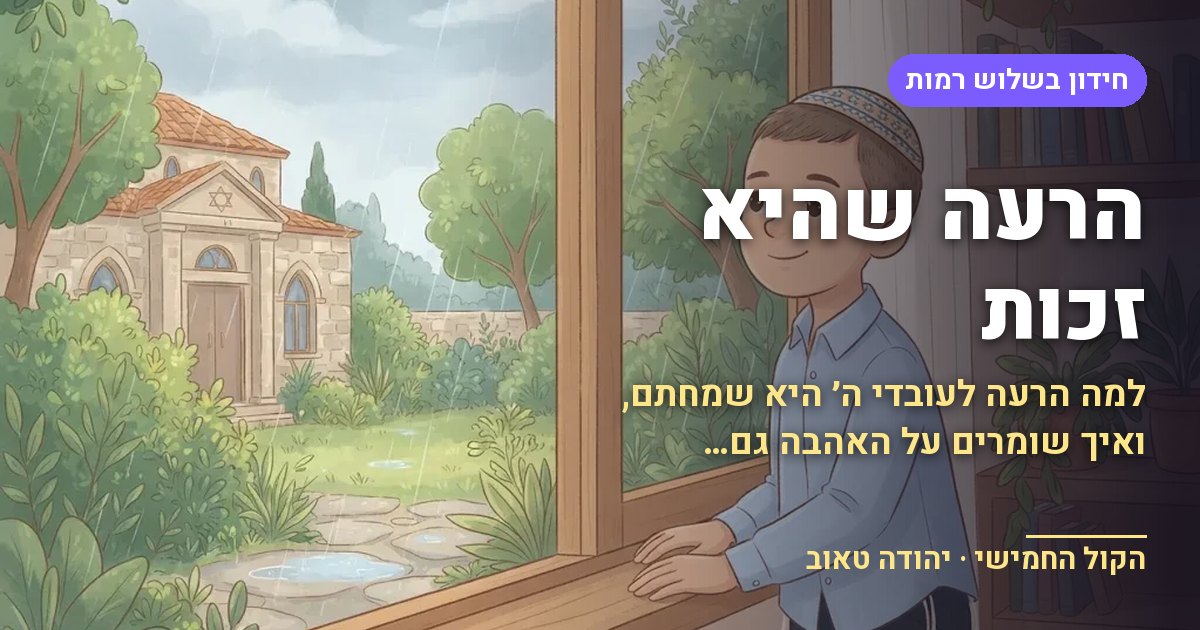 חידון בשלוש רמות
הרעה שהיא
זכות
למה הרעה לעובדי ה׳ היא שמחתם,
ואיך שומרים על האהבה גם...
הקול החמישי · יהודה טאוב